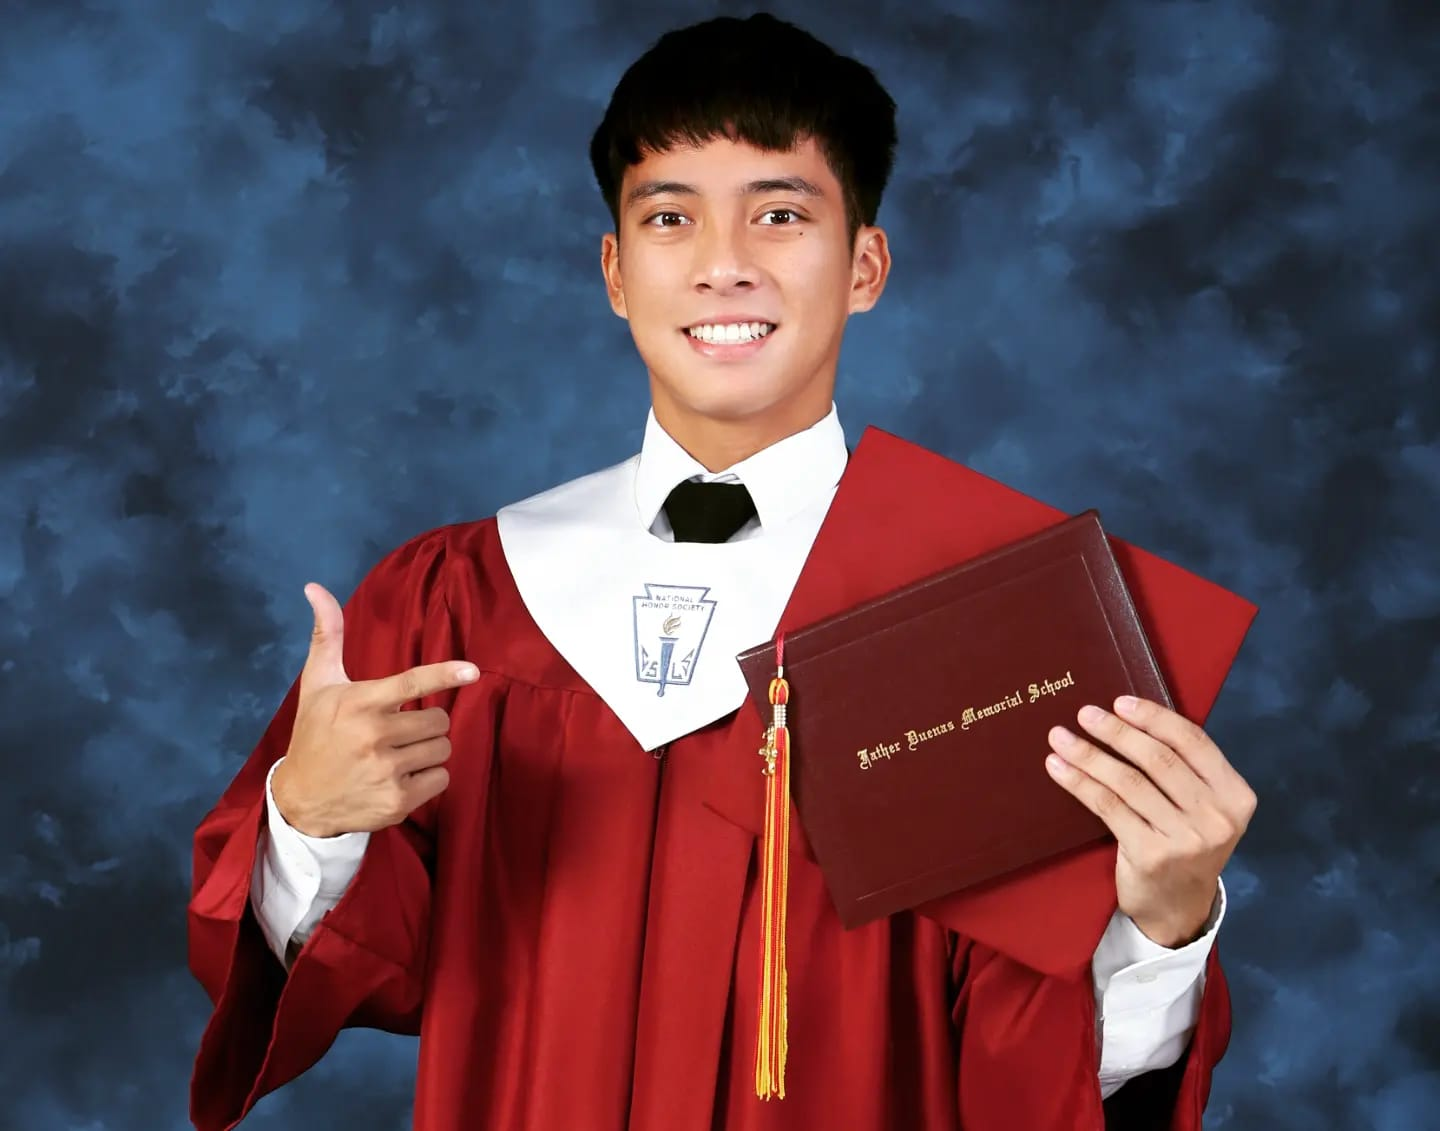 NATIONAL
HONOR SOCIETY
C S L S
Father Duenas Memorial School